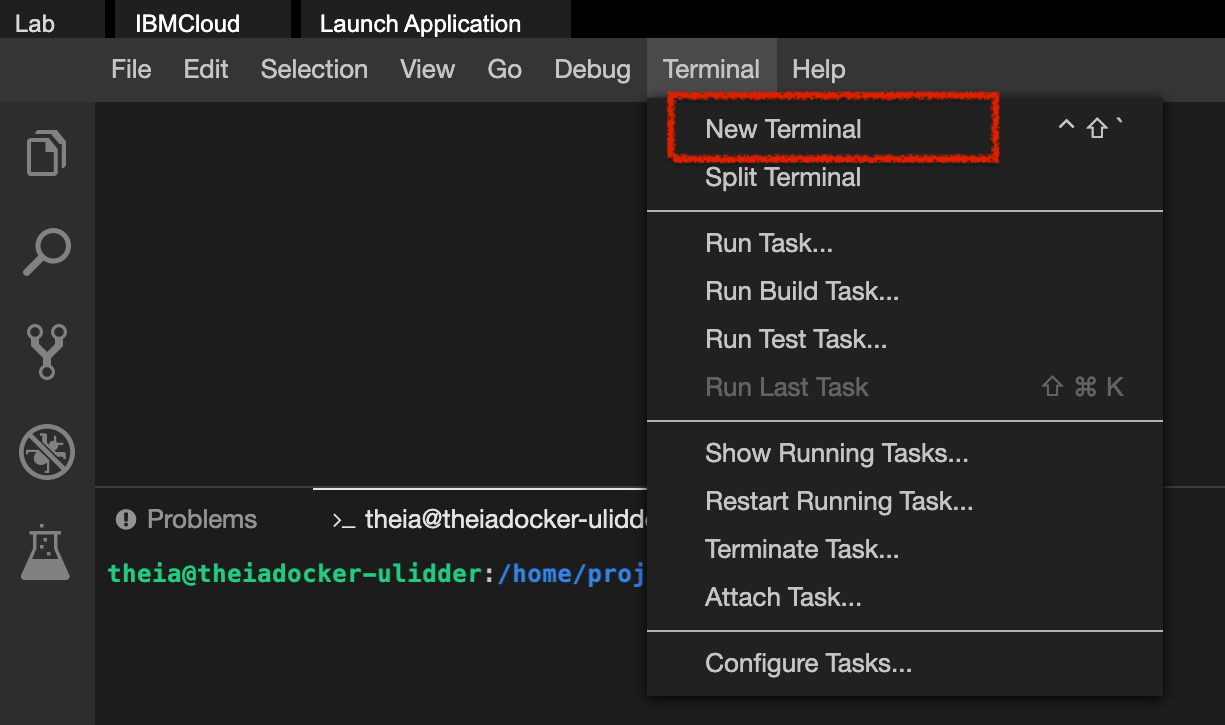 Lab IBMCloud Launch Application
File Edit Selection View Go Debug Terminal Help
New Terminal ^ ⇧ `
Split Terminal
Run Task...
Run Build Task...
Run Test Task...
Run Last Task ⇧ ⌘ K
Show Running Tasks...
Restart Running Task...
Terminate Task...
Attach Task...
Configure Tasks...
Problems >_ theia@theiadocker-ulidd
theia@theiadocker-ulidder:/home/proj